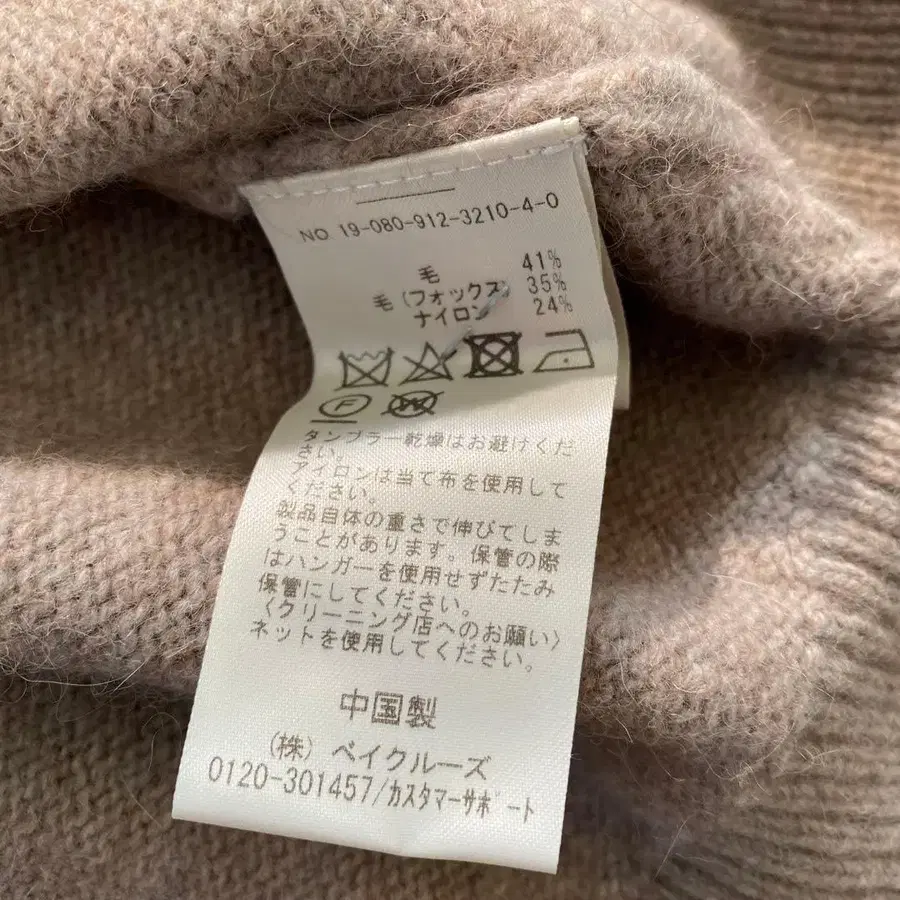 NO. 19-080-912-3210-4-0
毛 41%
毛(フォックス) 35%
ナイロン 24%
F
W
タンブラー乾燥はお避けくだ
さい。
アイロンは当て布を使用して
ください。
製品自体の重さで伸びてしま
うことがあります。保管の際
はハンガーを使用せずたたみ
保管にしてください。
〈クリーニング店へのお願い〉
ネットを使用してください。
中国製
(株) ベイクルーズ
0120-301457/カスタマーサポート